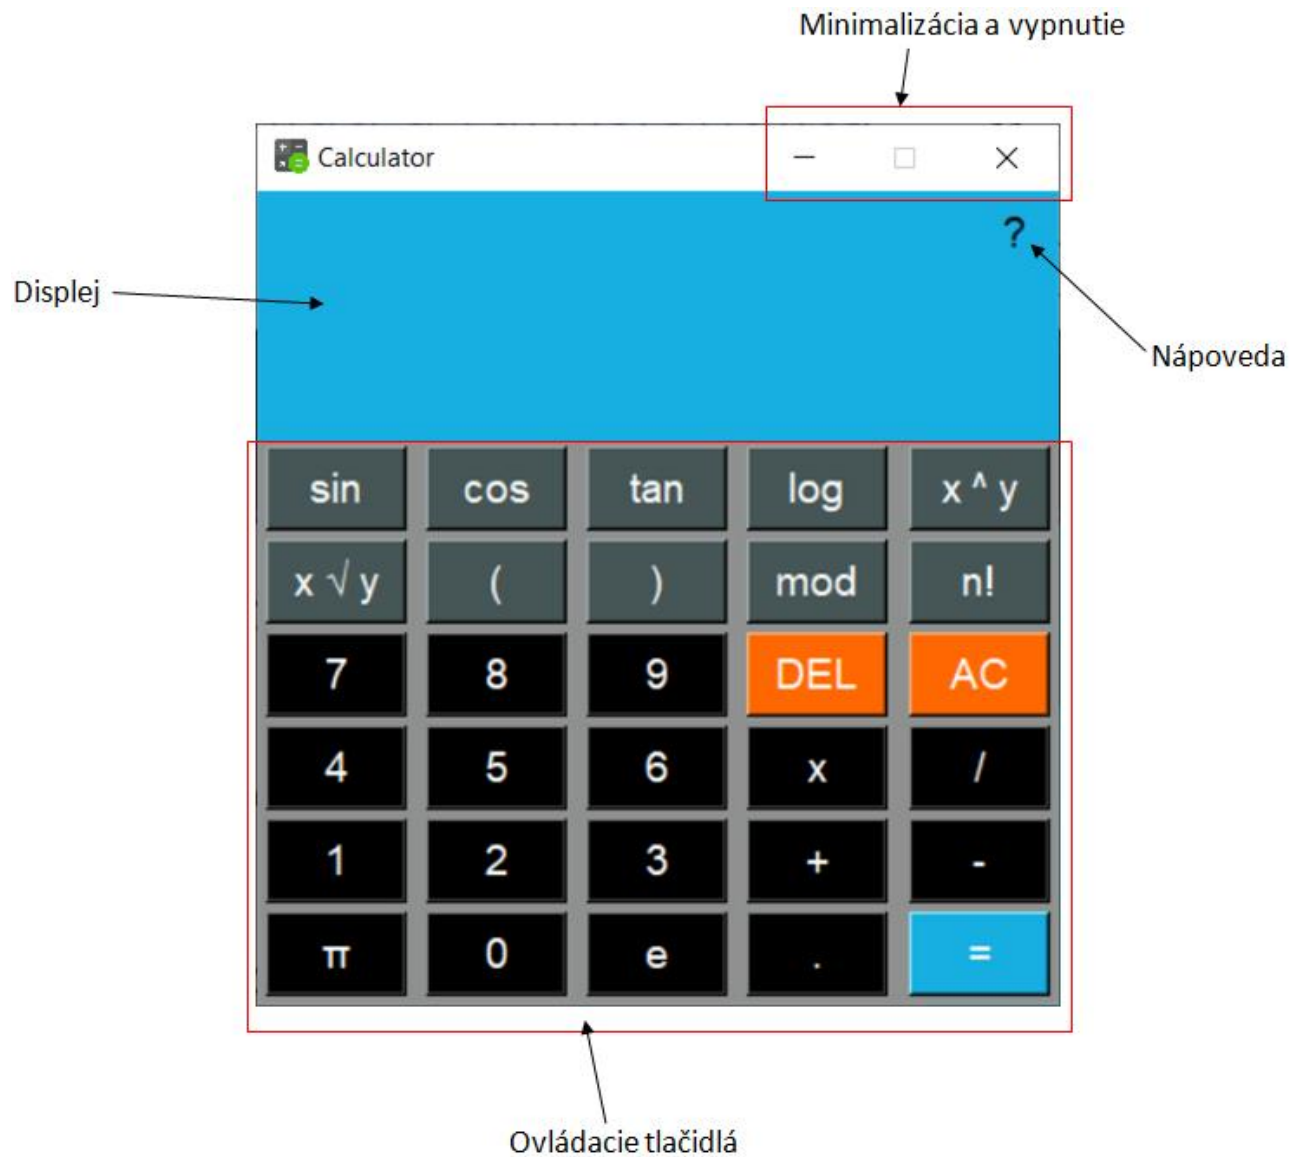 Minimalizácia a vypnutie
Calculator
?
Displej
Nápoveda
sin cos tan log x ^ y
x √ y ( ) mod n!
7 8 9 DEL AC
4 5 6 x /
1 2 3 + -
π 0 e . =
Ovládacie tlačidlá